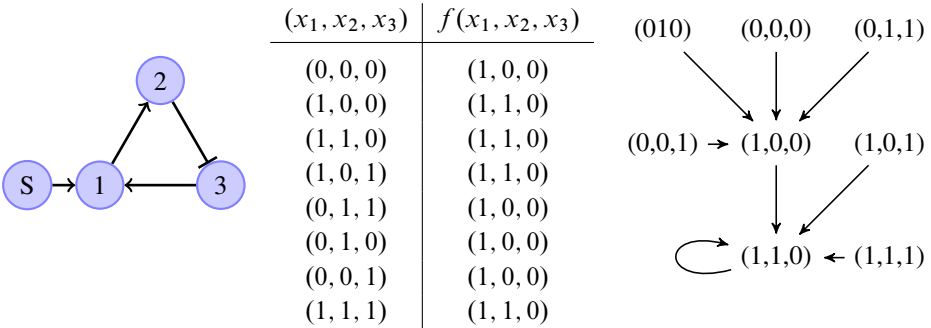 S
1
2
3
(x₁, x₂, x₃) f(x₁, x₂, x₃)
(0, 0, 0) (1, 0, 0)
(1, 0, 0) (1, 1, 0)
(1, 1, 0) (1, 1, 0)
(1, 0, 1) (1, 1, 0)
(0, 1, 1) (1, 0, 0)
(0, 1, 0) (1, 0, 0)
(0, 0, 1) (1, 0, 0)
(1, 1, 1) (1, 1, 0)
(010) (0,0,0) (0,1,1)
(0,0,1) (1,0,0) (1,0,1)
(1,1,0) (1,1,1)